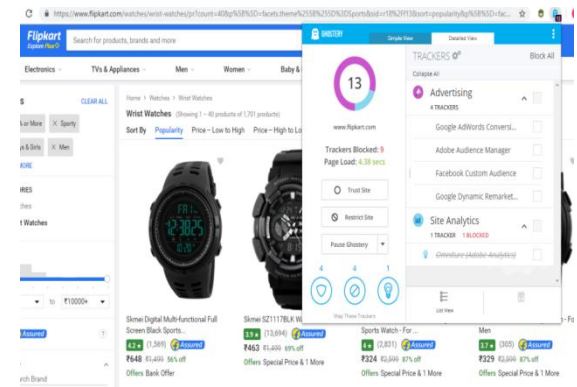 https://www.flipkart.com/watches/wrist-watches/pr?count=40&p%5B%5D=facets.theme%255B%255D%3DSports&sid=r18%2Ff13&sort=popularity&p%5B%5D=fac...
Flipkart
Explore Plus
Search for products, brands and more
Electronics
TVs & Appliances
Men
Women
Baby &
CLEAR ALL
or More
X Sporty
ys & Girls
X Men
MORE
RIES
ches
t Watches
to
₹10000+
Assured
?
rch Brand
Home > Watches > Wrist Watches
Wrist Watches (Showing 1 – 40 products of 1,701 products)
Sort By Popularity Price – Low to High Price – High to Lo
Skmei Digital Multi-functional Full
Screen Black Sports...
4.2 ★ (1,569) Assured
₹648 ₹1,499 56% off
Offers Bank Offer
Skmei SZ1117BLK W
3.9 ★ (13,694) Assured
₹463 ₹1,499 69% off
Offers Special Price & 1 More
Sports Watch - For ...
4 ★ (2,831) Assured
₹324 ₹2,599 87% off
Offers Special Price & 1 More
- Fo
Men
3.7 ★ (305) Assured
₹329 ₹2,599 87% off
Offers Special Price & 1 More
GHOSTERY
Simple View
Detailed View
13
www.flipkart.com
Trackers Blocked: 9
Page Load: 4.38 secs
Trust Site
Restrict Site
Pause Ghostery
4 4 1
Map These Trackers
TRACKERS
Block All
Collapse All
Advertising
4 TRACKERS
Google AdWords Conversi...
Adobe Audience Manager
Facebook Custom Audience
Google Dynamic Remarket...
Site Analytics
1 TRACKER 1 BLOCKED
Omniture (Adobe Analytics)
List View